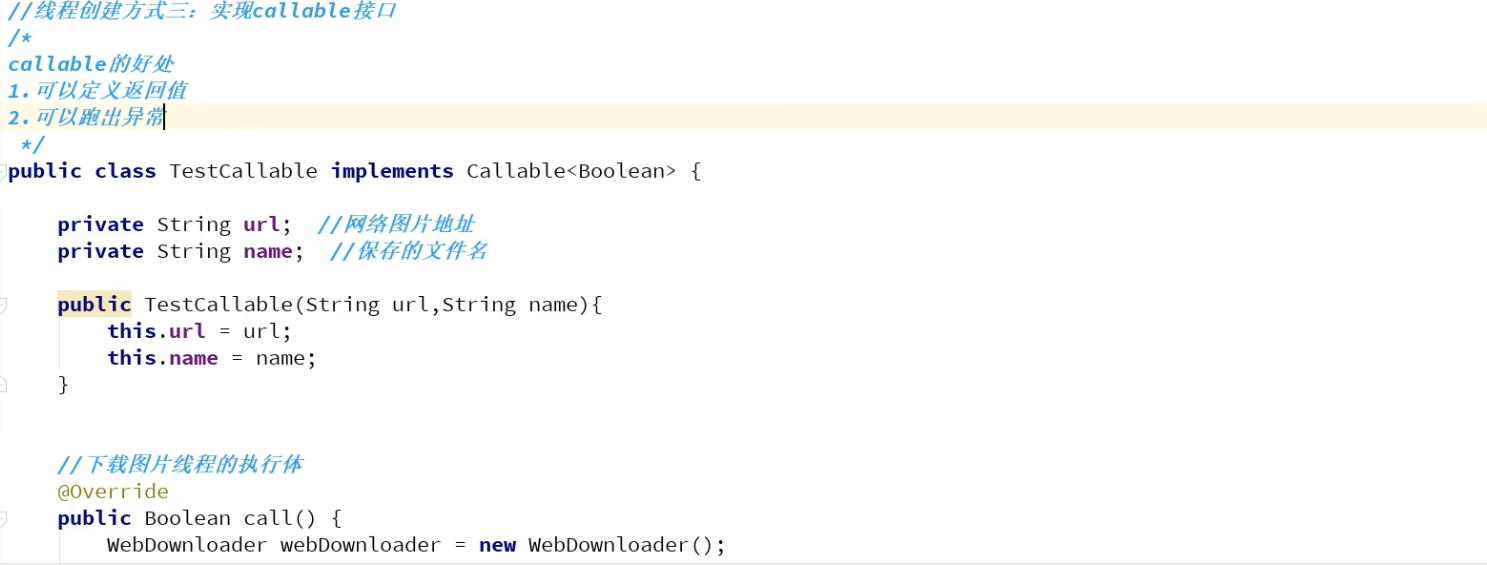 //线程创建方式三：实现callable接口
/*
callable的好处
1.可以定义返回值
2.可以跑出异常
*/
public class TestCallable implements Callable<Boolean> {
private String url;  //网络图片地址
private String name;  //保存的文件名
public TestCallable(String url,String name){
this.url = url;
this.name = name;
}
//下载图片线程的执行体
@Override
public Boolean call() {
WebDownloader webDownloader = new WebDownloader();